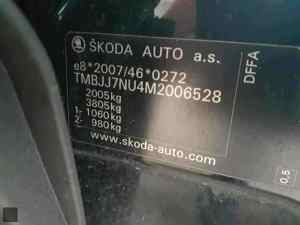 ŠKODA AUTO a.s.
e8*2007/46*0272
TMBJJ7NU4M2006528
2005kg
3805kg
1- 1060kg
2- 980kg
www.skoda-auto.com
DFFA
0,5